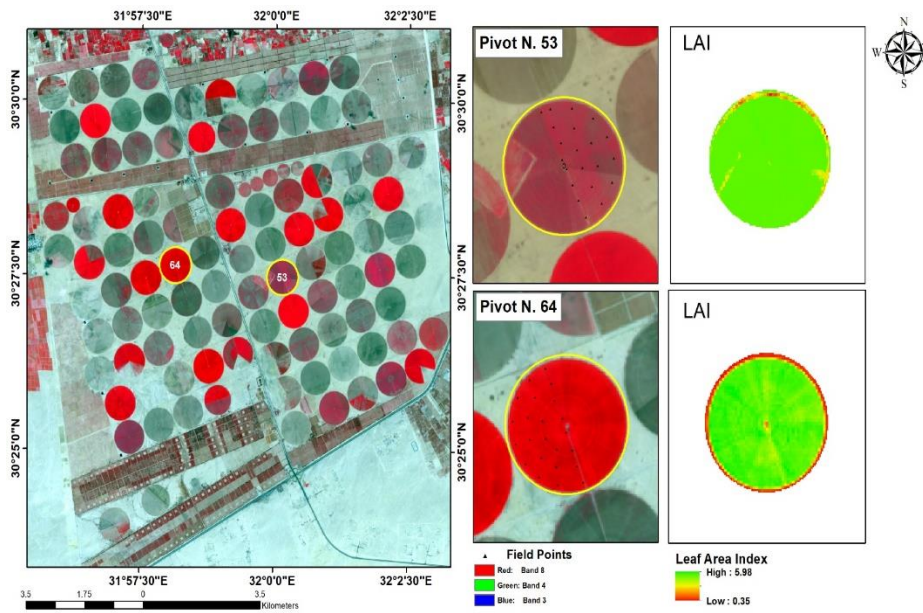 31°57'30"E
32°0'0"E
32°2'30"E
30°30'0"N
30°27'30"N
30°25'0"N
64
53
31°57'30"E
32°0'0"E
32°2'30"E
3.5
1.75
0
3.5
Kilometers
Pivot N. 53
Pivot N. 64
30°30'0"N
30°27'30"N
30°25'0"N
LAI
LAI
N
W
E
S
Field Points
Red: Band 8
Green: Band 4
Blue: Band 3
Leaf Area Index
High : 5.98
Low : 0.35